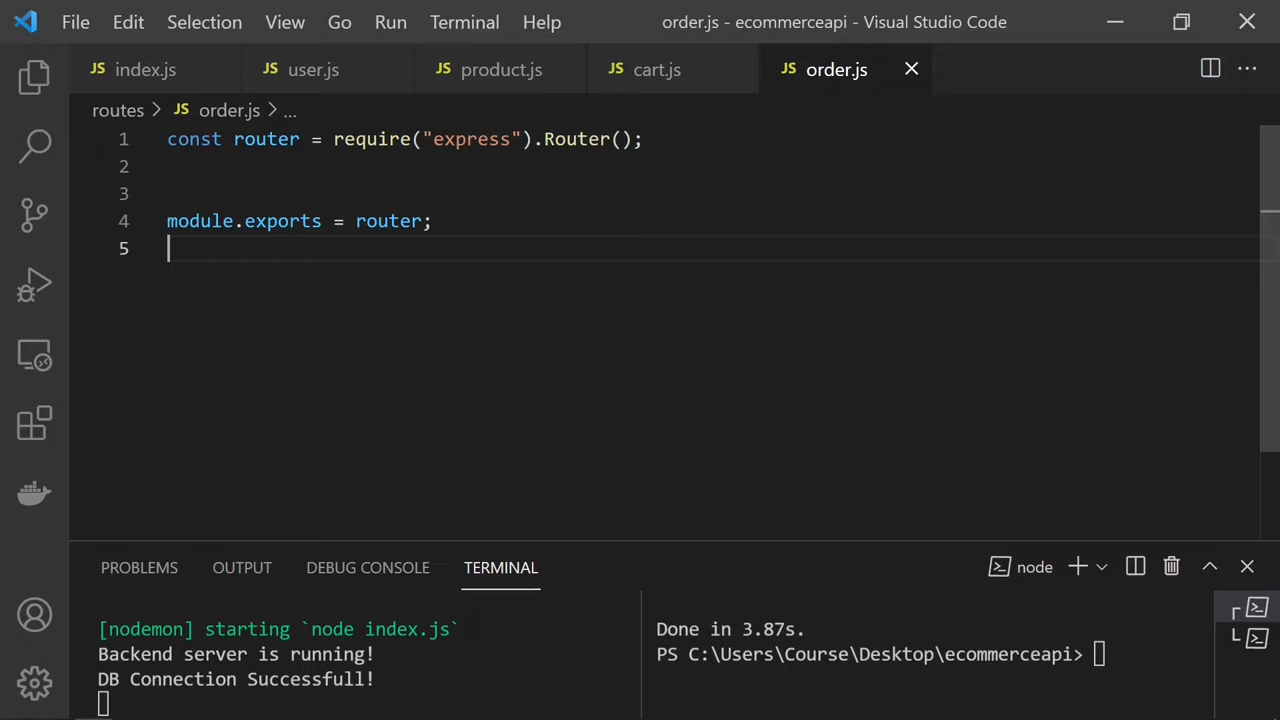 File Edit Selection View Go Run Terminal Help order.js - ecommerceapi - Visual Studio Code
JS index.js JS user.js JS product.js JS cart.js JS order.js
routes > JS order.js > ...
1 const router = require("express").Router();
2
3
4 module.exports = router;
5
PROBLEMS OUTPUT DEBUG CONSOLE TERMINAL node
[nodemon] starting `node index.js`
Backend server is running!
DB Connection Successfull!
Done in 3.87s.
PS C:\Users\Course\Desktop\ecommerceapi>